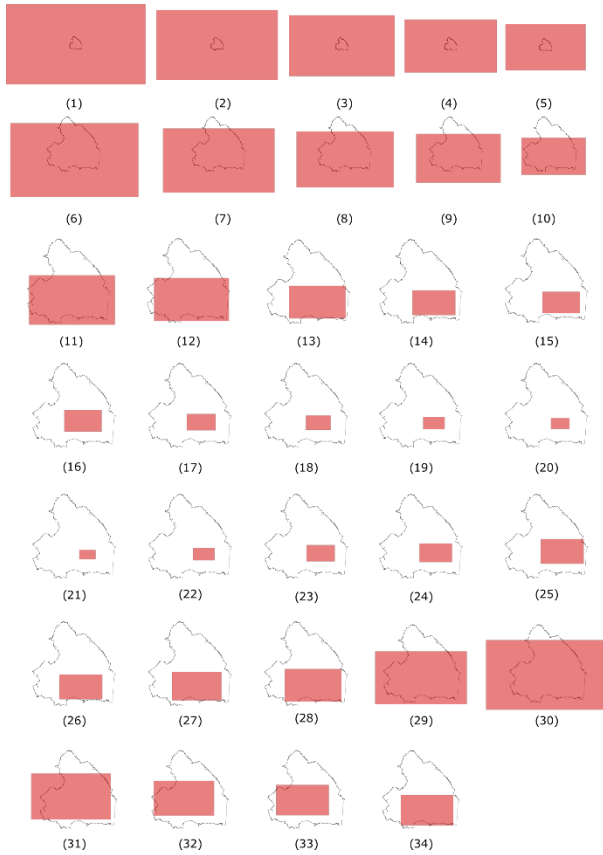 (1) (2) (3) (4) (5)
(6) (7) (8) (9) (10)
(11) (12) (13) (14) (15)
(16) (17) (18) (19) (20)
(21) (22) (23) (24) (25)
(26) (27) (28) (29) (30)
(31) (32) (33) (34)